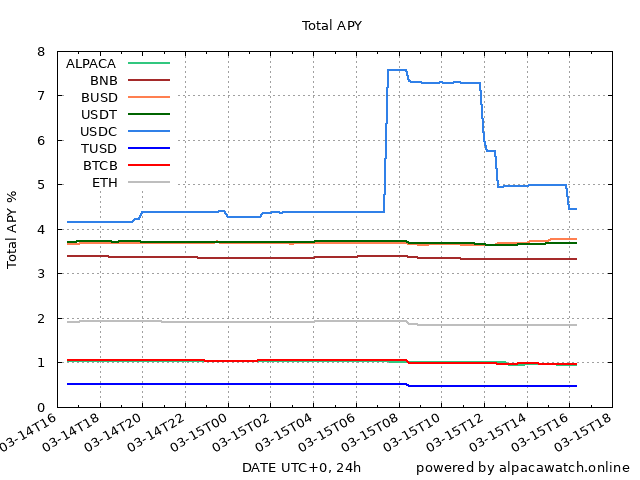 Total APY
8
7
6
5
4
3
2
1
0
Total APY %
ALPACA
BNB
BUSD
USDT
USDC
TUSD
BTCB
ETH
03-14T16
03-14T18
03-14T20
03-14T22
03-15T00
03-15T02
03-15T04
03-15T06
03-15T08
03-15T10
03-15T12
03-15T14
03-15T16
03-15T18
DATE UTC+0, 24h
powered by alpacawatch.online